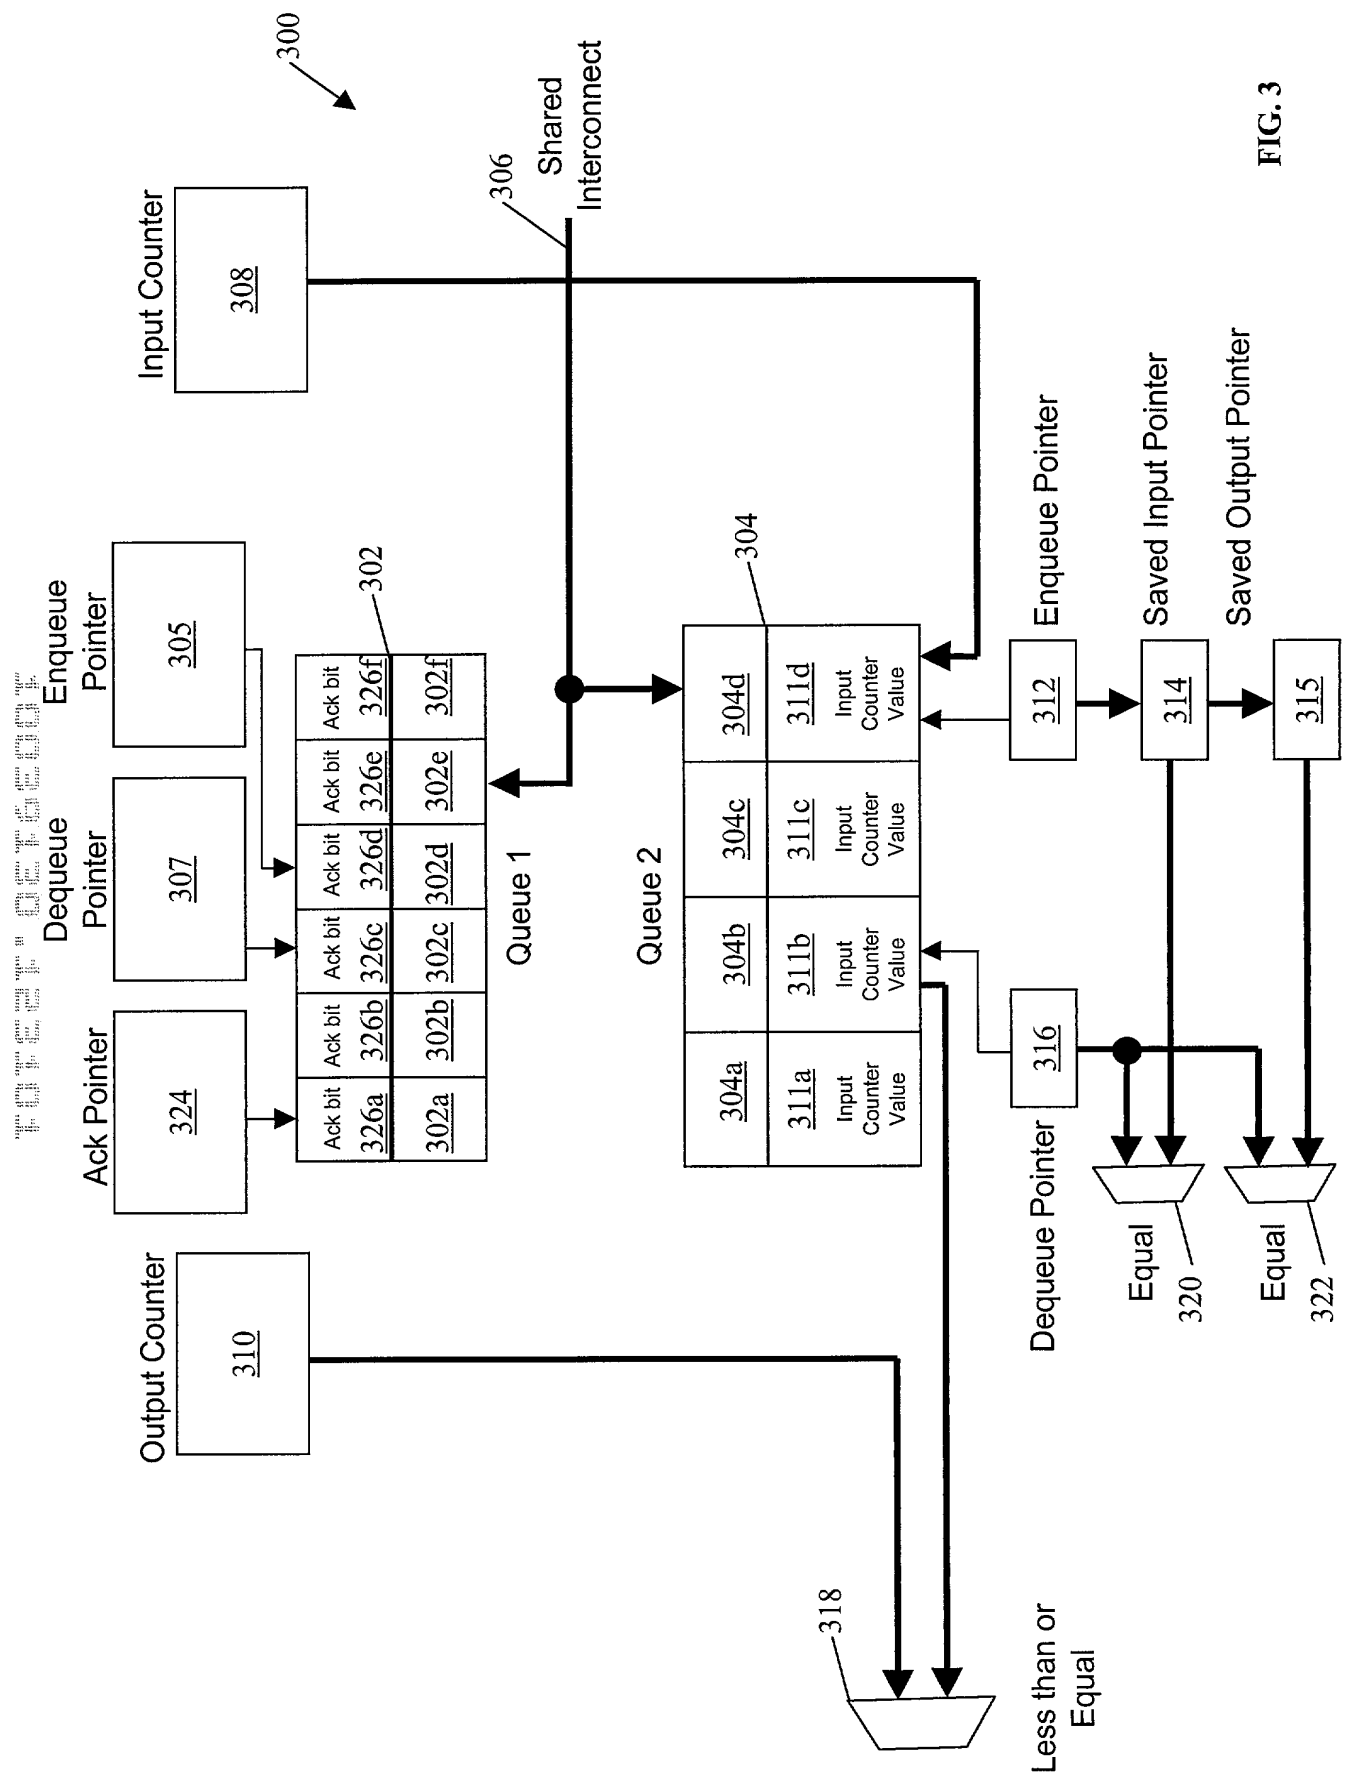 300
Input Counter
308
306
Shared
Interconnect
Enqueue
Pointer
305
Dequeue
Pointer
307
Ack Pointer
324
Output Counter
310
302
Ack bit
326a
302a
Ack bit
326b
302b
Ack bit
326c
302c
Ack bit
326d
302d
Ack bit
326e
302e
Ack bit
326f
302f
Queue 1
Queue 2
304
304a
311a
Input
Counter
Value
304b
311b
Input
Counter
Value
304c
311c
Input
Counter
Value
304d
311d
Input
Counter
Value
318
Less than or
Equal
Dequeue Pointer
316
Enqueue Pointer
312
Saved Input Pointer
314
Saved Output Pointer
315
Equal
320
Equal
322
FIG. 3